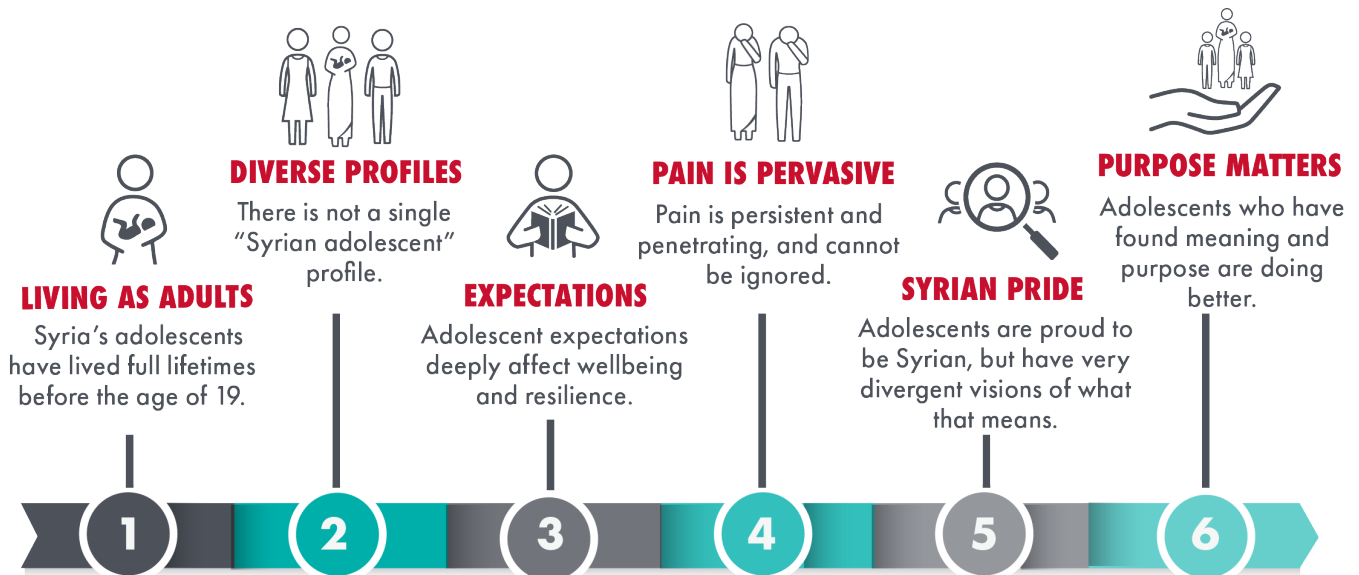 LIVING AS ADULTS
Syria's adolescents
have lived full lifetimes
before the age of 19.
1
DIVERSE PROFILES
There is not a single
“Syrian adolescent”
profile.
2
EXPECTATIONS
Adolescent expectations
deeply affect wellbeing
and resilience.
3
PAIN IS PERVASIVE
Pain is persistent and
penetrating, and cannot
be ignored.
4
SYRIAN PRIDE
Adolescents are proud to
be Syrian, but have very
divergent visions of what
that means.
5
PURPOSE MATTERS
Adolescents who have
found meaning and
purpose are doing
better.
6